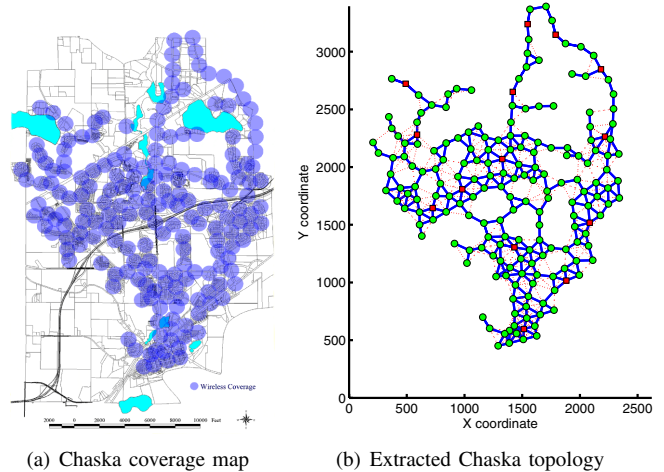 Wireless Coverage
2000 0 2000 4000 6000 8000 10000 Feet
(a) Chaska coverage map
Y coordinate
3000
2500
2000
1500
1000
500
0
0 500 1000 1500 2000 2500
X coordinate
(b) Extracted Chaska topology